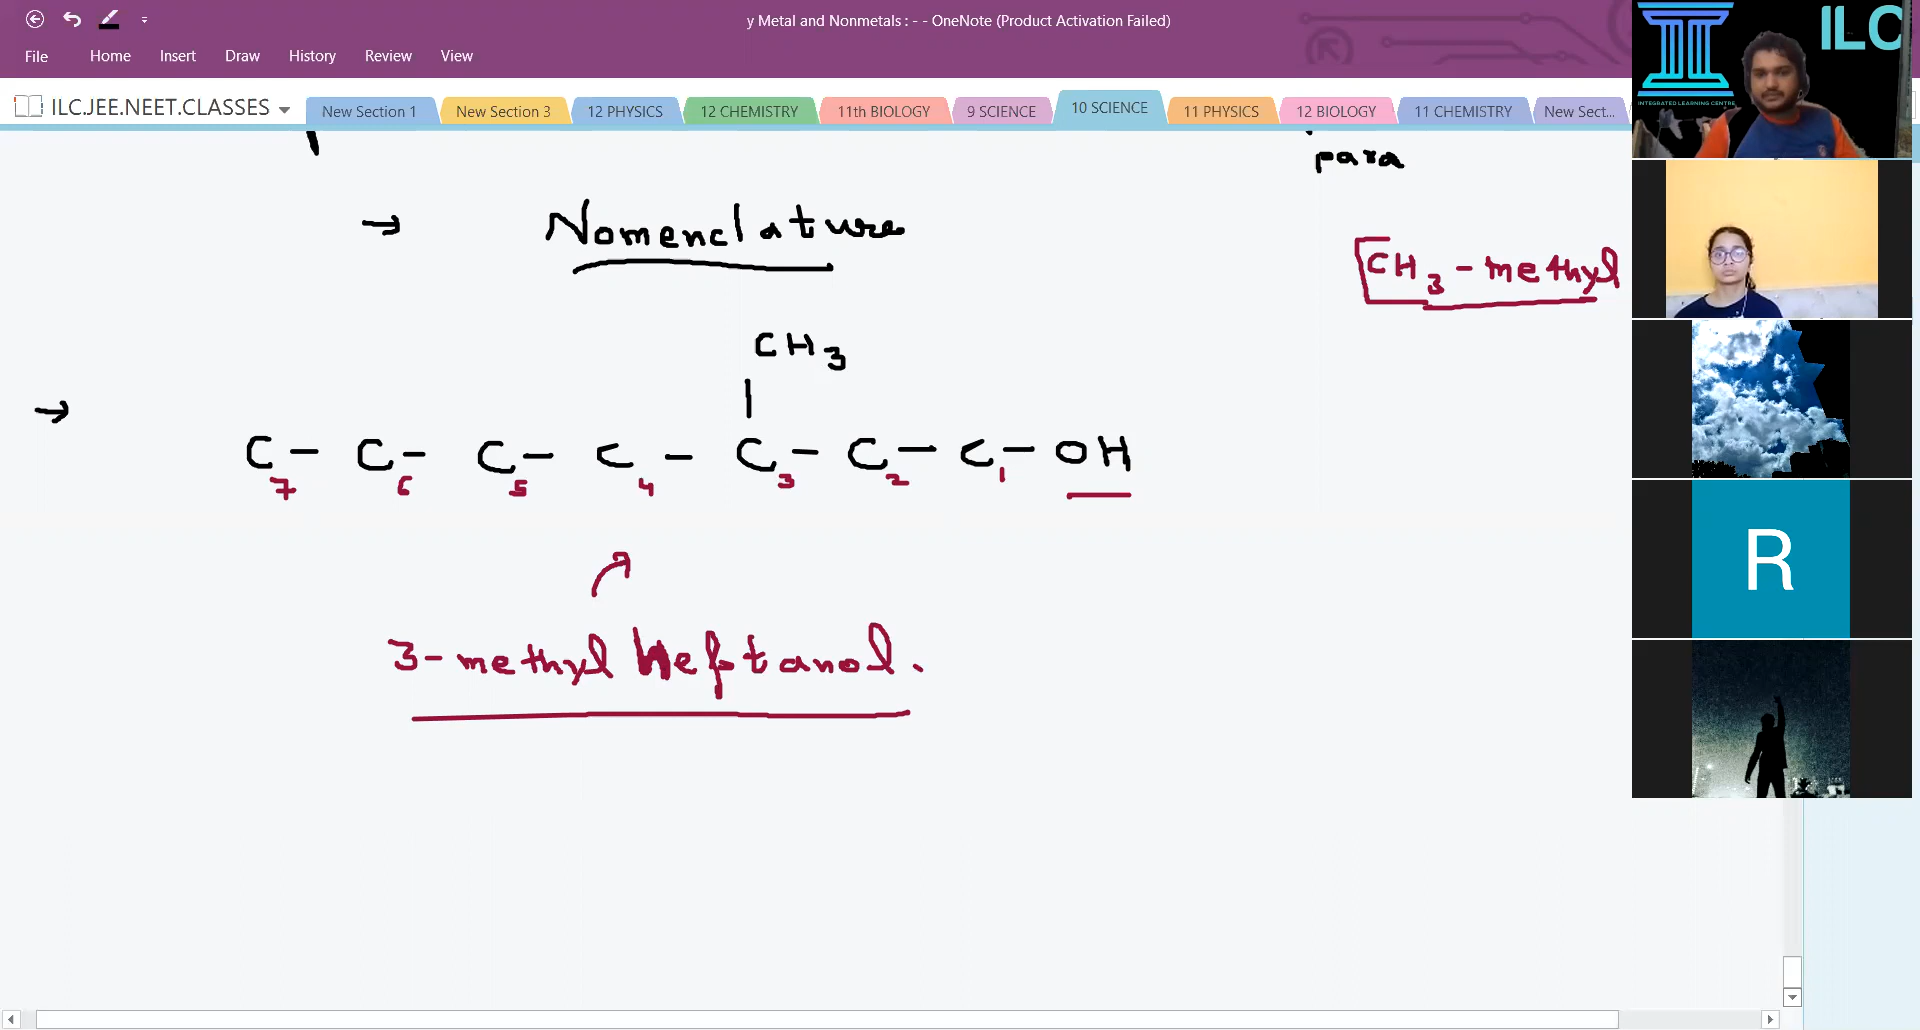 y Metal and Nonmetals : - - OneNote (Product Activation Failed)
File Home Insert Draw History Review View
ILC.JEE.NEET.CLASSES New Section 1 New Section 3 12 PHYSICS 12 CHEMISTRY 11th BIOLOGY 9 SCIENCE 10 SCIENCE 11 PHYSICS 12 BIOLOGY 11 CHEMISTRY New Sect...
ILC
INTEGRATED LEARNING CENTRE
para
→ Nomenclature
CH3 - methyl
CH3
|
→ C - C - C - C - C - C - C - OH
7 6 5 4 3 2 1
R
3-methyl Heptanol.